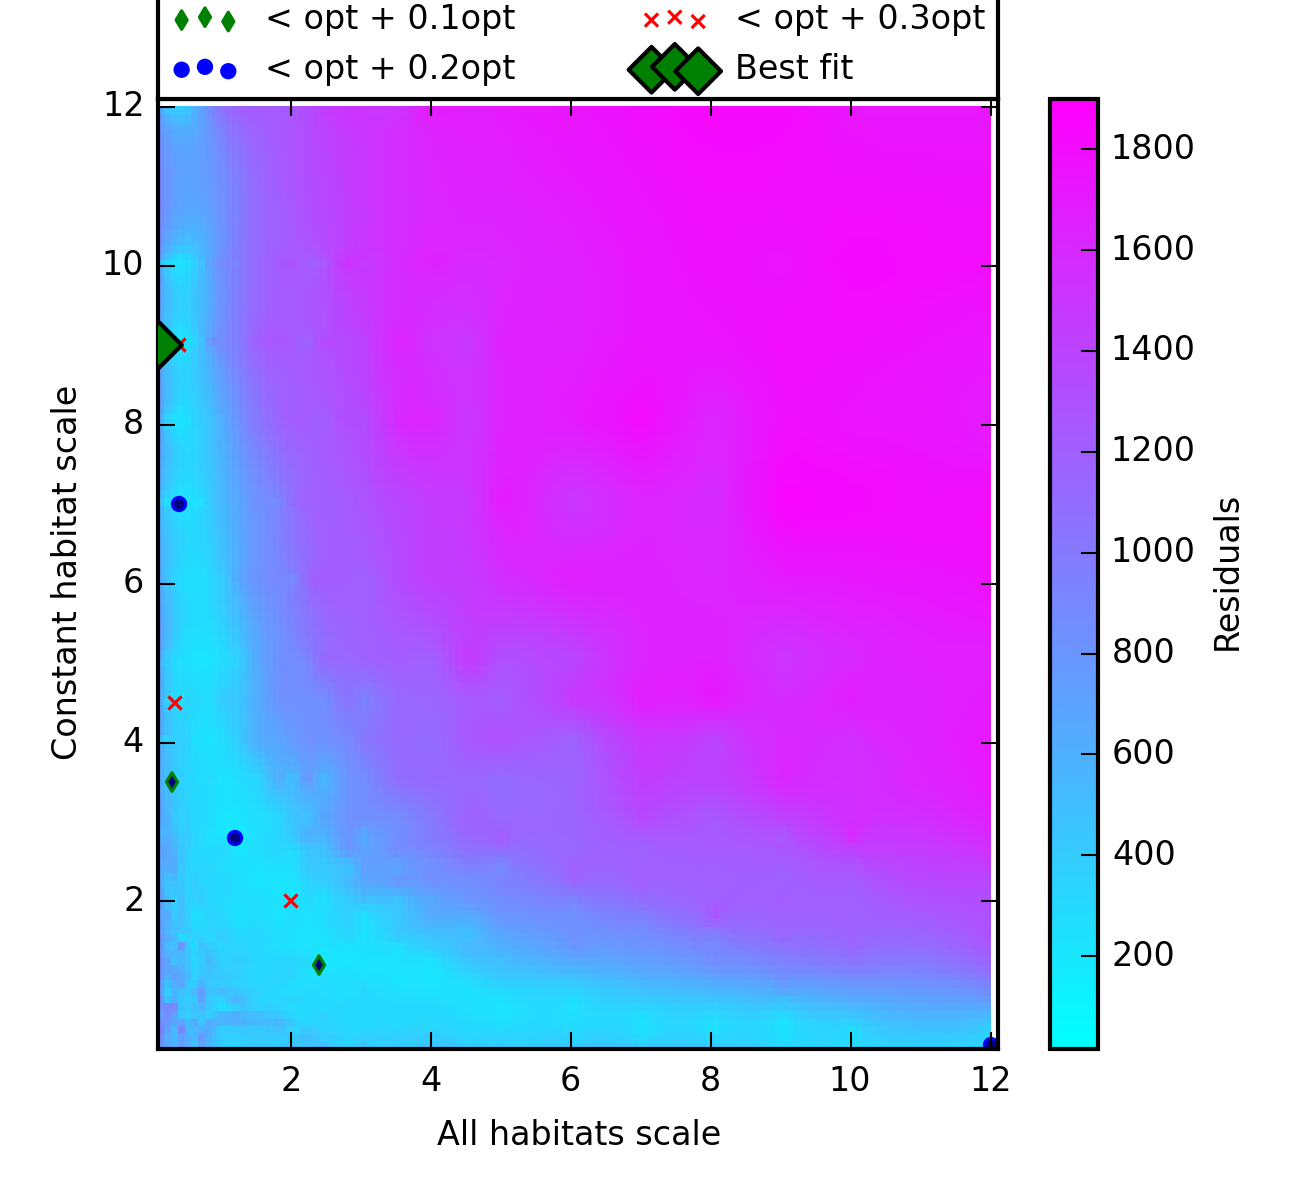 < opt + 0.1opt
< opt + 0.3opt
< opt + 0.2opt
Best fit
12
10
8
6
4
2
Constant habitat scale
2 4 6 8 10 12
All habitats scale
1800
1600
1400
1200
1000
800
600
400
200
Residuals